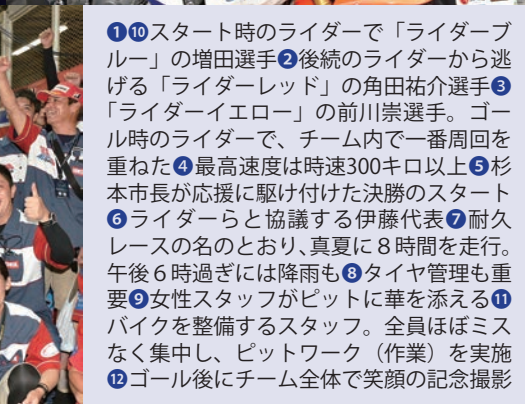 ❶❿スタート時のライダーで「ライダーブ
ルー」の増田選手❷後続のライダーから逃
げる「ライダーレッド」の角田祐介選手❸
「ライダーイエロー」の前川崇選手。ゴー
ル時のライダーで、チーム内で一番周回を
重ねた❹最高速度は時速300キロ以上❺杉
本市長が応援に駆け付けた決勝のスタート
❻ライダーらと協議する伊藤代表❼耐久
レースの名のとおり、真夏に８時間を走行。
午後６時過ぎには降雨も❽タイヤ管理も重
要❾女性スタッフがピットに華を添える⓫
バイクを整備するスタッフ。全員ほぼミス
なく集中し、ピットワーク（作業）を実施
⓬ゴール後にチーム全体で笑顔の記念撮影